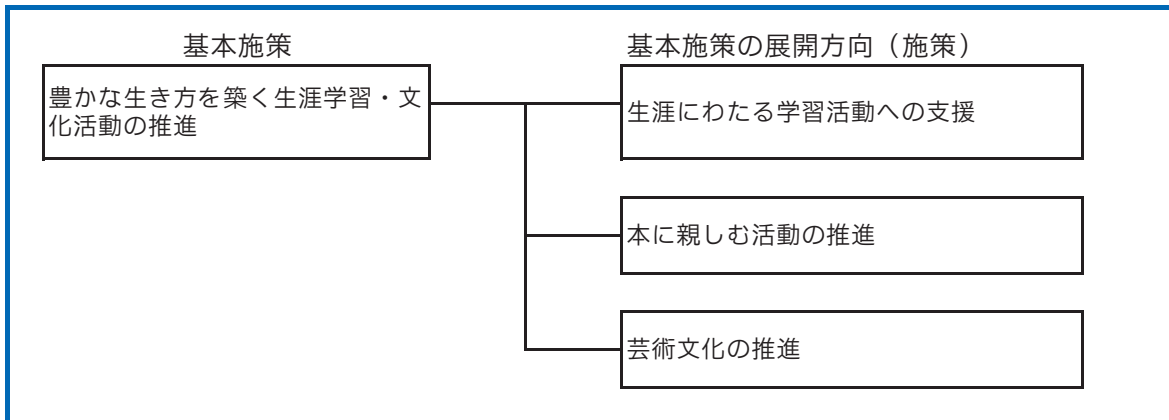 基本施策
豊かな生き方を築く生涯学習・文
化活動の推進
基本施策の展開方向（施策）
生涯にわたる学習活動への支援
本に親しむ活動の推進
芸術文化の推進